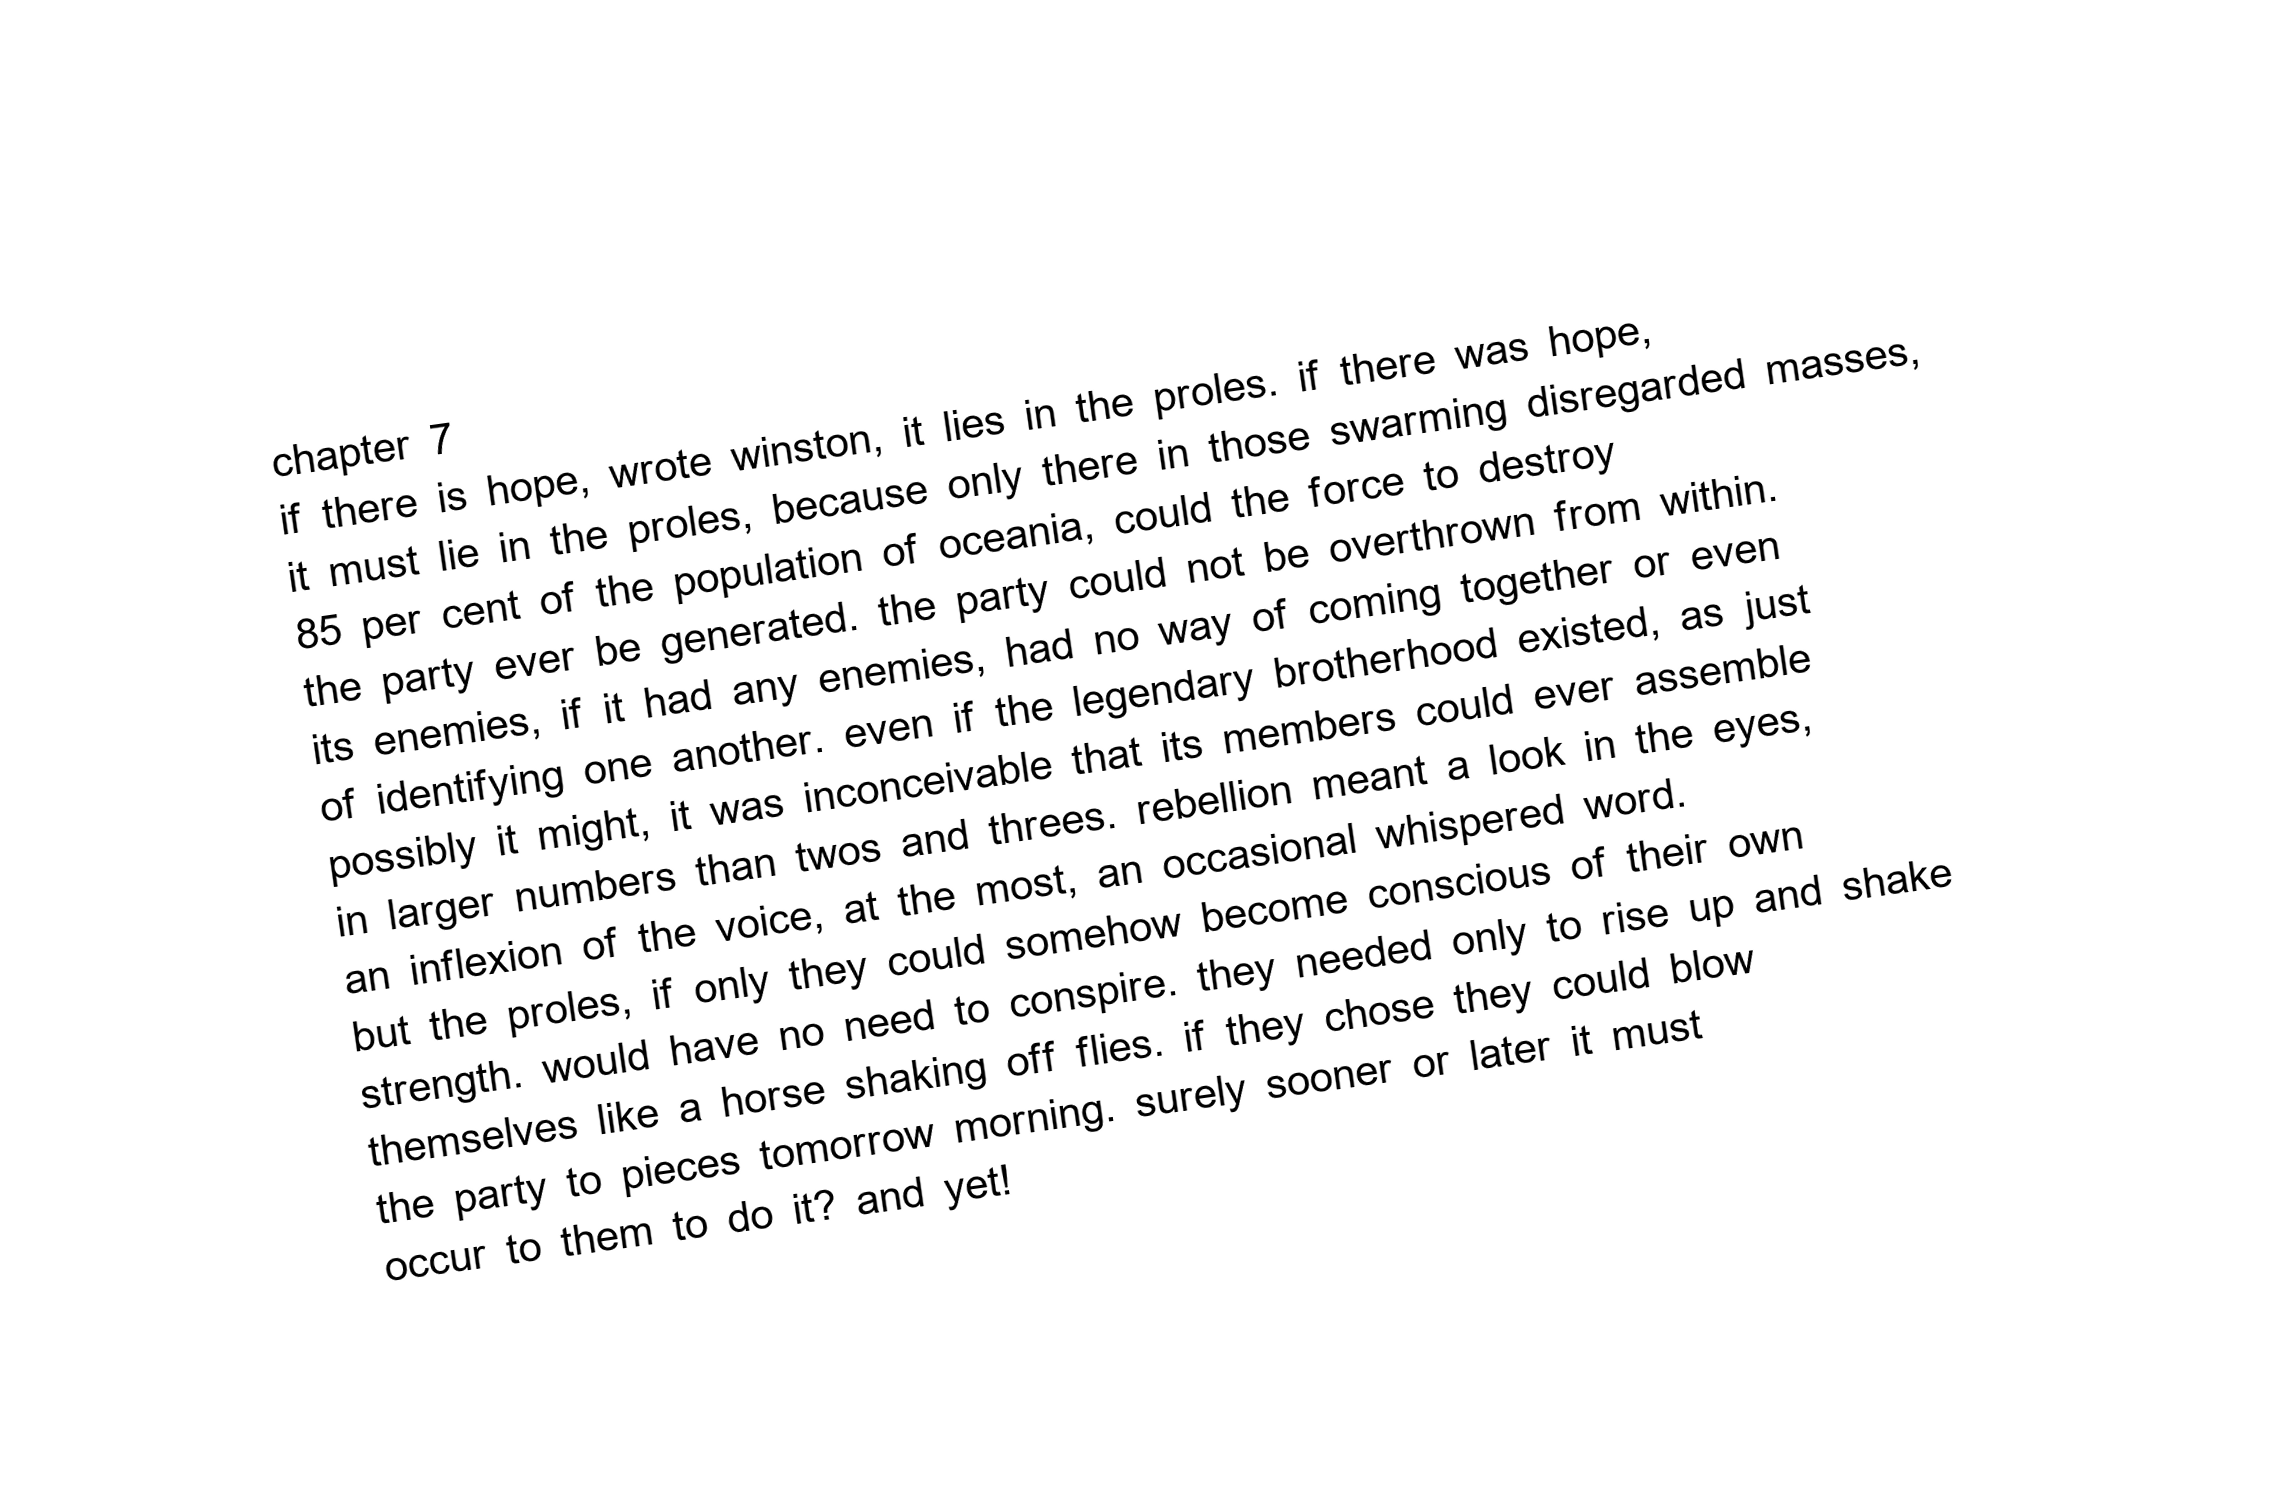 chapter 7
if there is hope, wrote winston, it lies in the proles. if there was hope,
it must lie in the proles, because only there in those swarming disregarded masses,
85 per cent of the population of oceania, could the force to destroy
the party ever be generated. the party could not be overthrown from within.
its enemies, if it had any enemies, had no way of coming together or even
of identifying one another. even if the legendary brotherhood existed, as just
possibly it might, it was inconceivable that its members could ever assemble
in larger numbers than twos and threes. rebellion meant a look in the eyes,
an inflexion of the voice, at the most, an occasional whispered word.
but the proles, if only they could somehow become conscious of their own
strength. would have no need to conspire. they needed only to rise up and shake
themselves like a horse shaking off flies. if they chose they could blow
the party to pieces tomorrow morning. surely sooner or later it must
occur to them to do it? and yet!